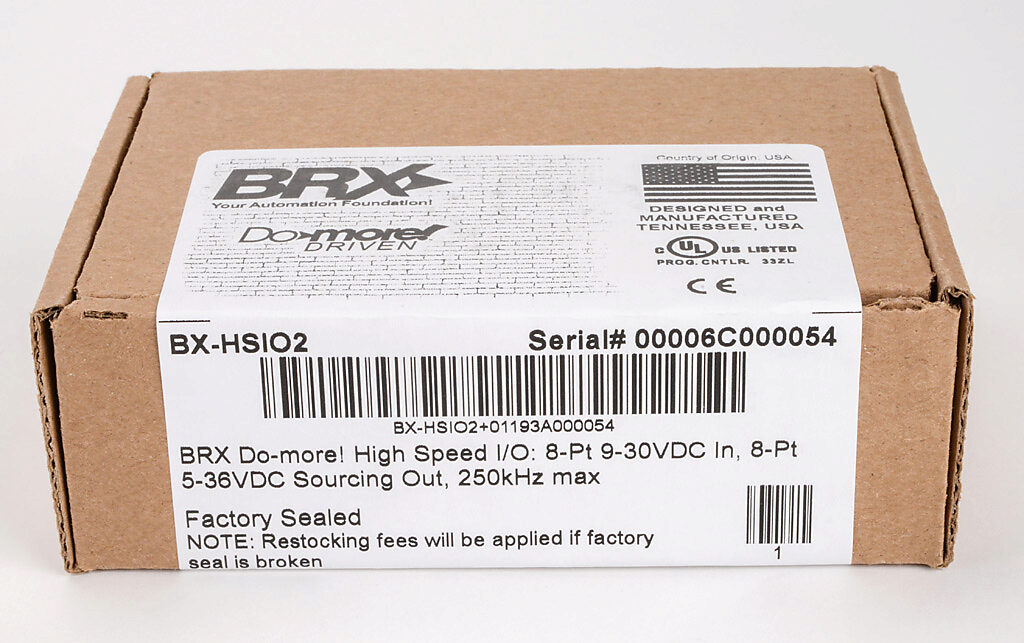 BRX
Your Automation Foundation!
Do-more!
DRIVEN
Country of Origin: USA
DESIGNED and
MANUFACTURED
TENNESSEE, USA
c UL US LISTED
PROG. CNTLR. 33ZL
CE
BX-HSIO2 Serial# 00006C000054
BX-HSIO2+01193A000054
BRX Do-more! High Speed I/O: 8-Pt 9-30VDC In, 8-Pt
5-36VDC Sourcing Out, 250kHz max
Factory Sealed
NOTE: Restocking fees will be applied if factory
seal is broken
1